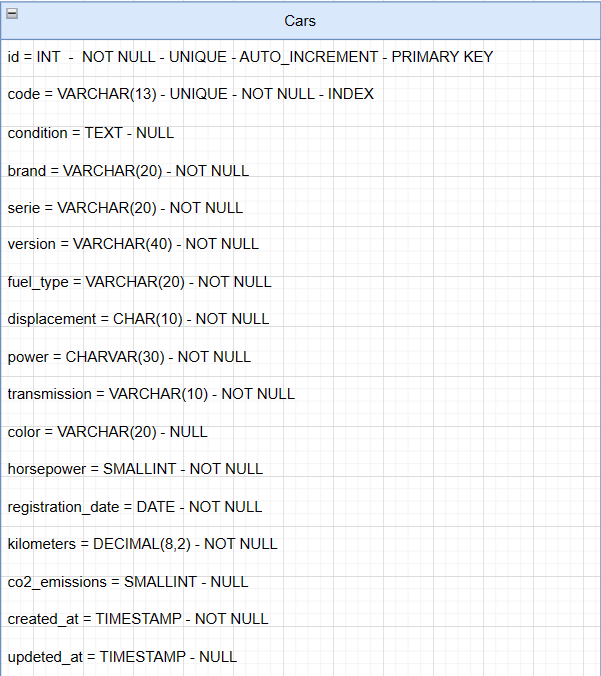 Cars
id = INT  -  NOT NULL - UNIQUE - AUTO_INCREMENT - PRIMARY KEY
code = VARCHAR(13) - UNIQUE - NOT NULL - INDEX
condition = TEXT - NULL
brand = VARCHAR(20) - NOT NULL
serie = VARCHAR(20) - NOT NULL
version = VARCHAR(40) - NOT NULL
fuel_type = VARCHAR(20) - NOT NULL
displacement = CHAR(10) - NOT NULL
power = CHARVAR(30) - NOT NULL
transmission = VARCHAR(10) - NOT NULL
color = VARCHAR(20) - NULL
horsepower = SMALLINT - NOT NULL
registration_date = DATE - NOT NULL
kilometers = DECIMAL(8,2) - NOT NULL
co2_emissions = SMALLINT - NULL
created_at = TIMESTAMP - NOT NULL
updeted_at = TIMESTAMP - NULL